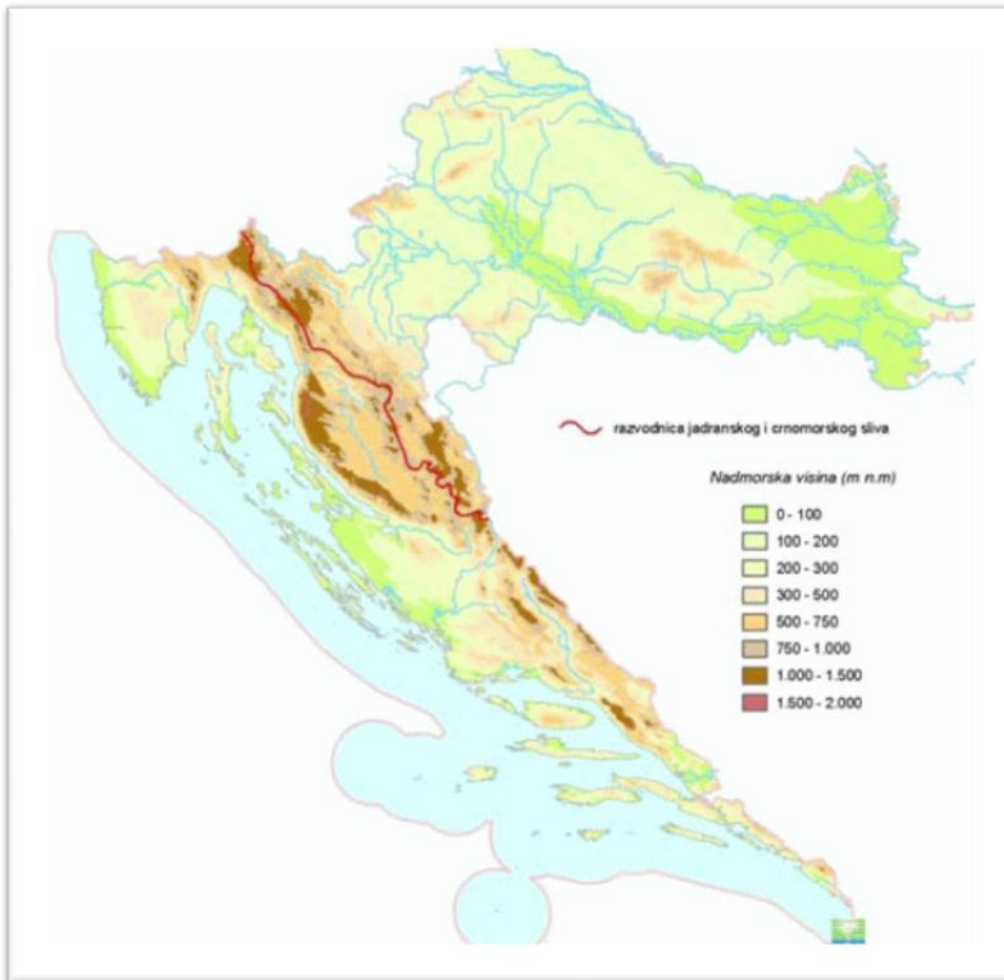 razvodnica jadranskog i crnomorskog sliva
Nadmorska visina (m n.m)
0 - 100
100 - 200
200 - 300
300 - 500
500 - 750
750 - 1.000
1.000 - 1.500
1.500 - 2.000